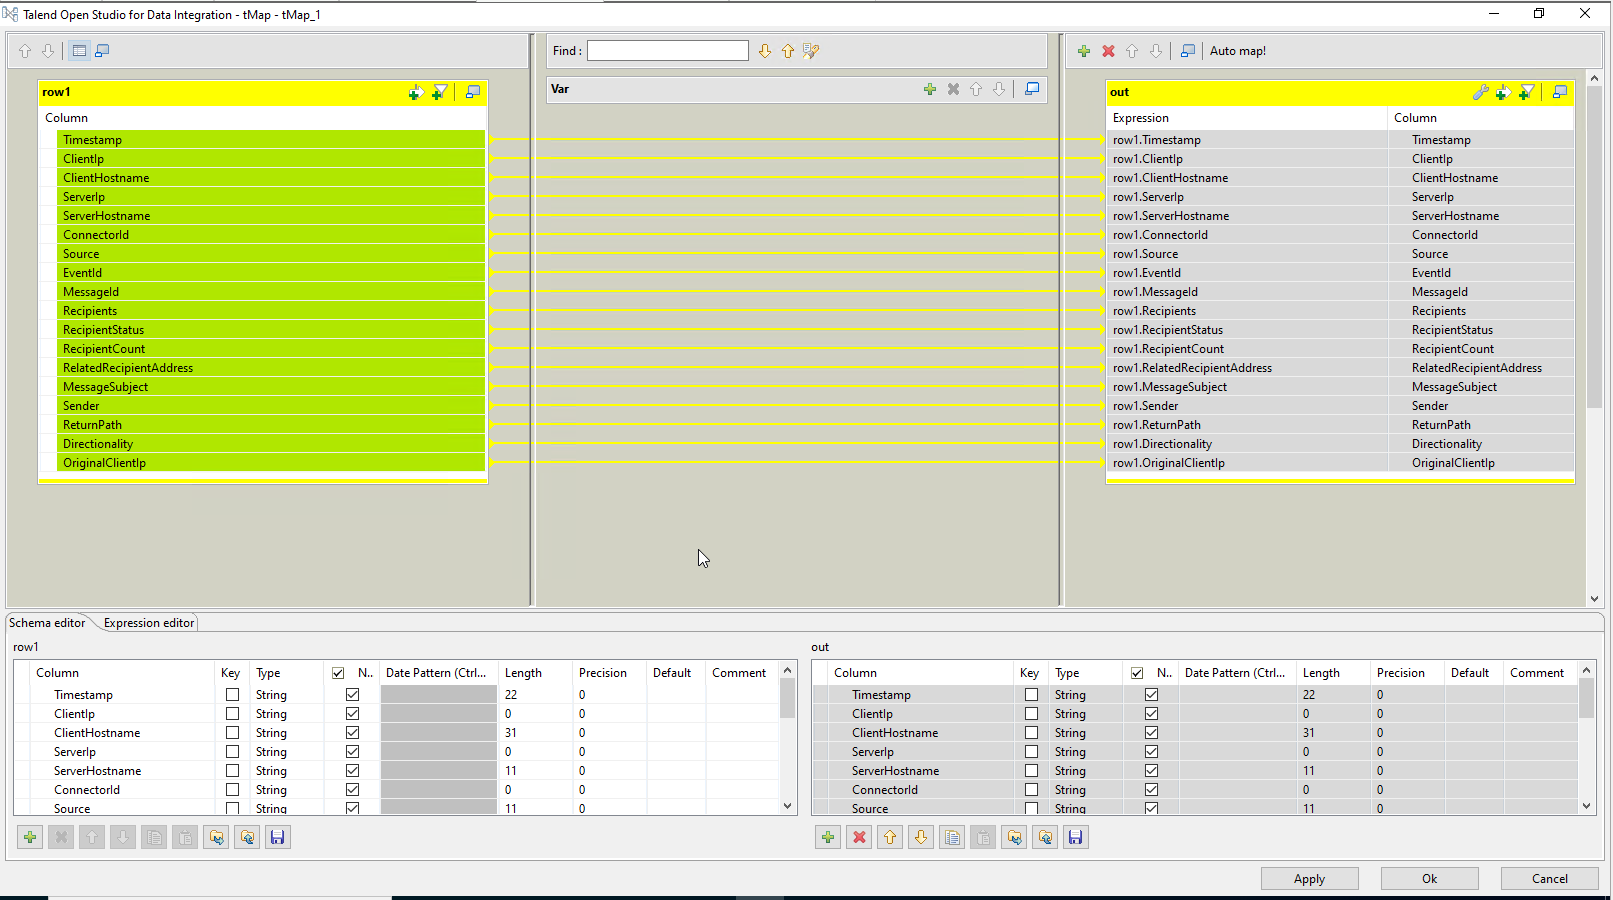 Talend Open Studio for Data Integration - tMap - tMap_1
Find :
Auto map!
row1
Column
Timestamp
ClientIp
ClientHostname
ServerIp
ServerHostname
ConnectorId
Source
EventId
MessageId
Recipients
RecipientStatus
RecipientCount
RelatedRecipientAddress
MessageSubject
Sender
ReturnPath
Directionality
OriginalClientIp
Var
out
Expression Column
row1.Timestamp Timestamp
row1.ClientIp ClientIp
row1.ClientHostname ClientHostname
row1.ServerIp ServerIp
row1.ServerHostname ServerHostname
row1.ConnectorId ConnectorId
row1.Source Source
row1.EventId EventId
row1.MessageId MessageId
row1.Recipients Recipients
row1.RecipientStatus RecipientStatus
row1.RecipientCount RecipientCount
row1.RelatedRecipientAddress RelatedRecipientAddress
row1.MessageSubject MessageSubject
row1.Sender Sender
row1.ReturnPath ReturnPath
row1.Directionality Directionality
row1.OriginalClientIp OriginalClientIp
Schema editor Expression editor
row1
Column Key Type N.. Date Pattern (Ctrl... Length Precision Default Comment
Timestamp String 22 0
ClientIp String 0 0
ClientHostname String 31 0
ServerIp String 0 0
ServerHostname String 11 0
ConnectorId String 0 0
Source String 11 0
out
Column Key Type N.. Date Pattern (Ctrl... Length Precision Default Comment
Timestamp String 22 0
ClientIp String 0 0
ClientHostname String 31 0
ServerIp String 0 0
ServerHostname String 11 0
ConnectorId String 0 0
Source String 11 0
Apply Ok Cancel